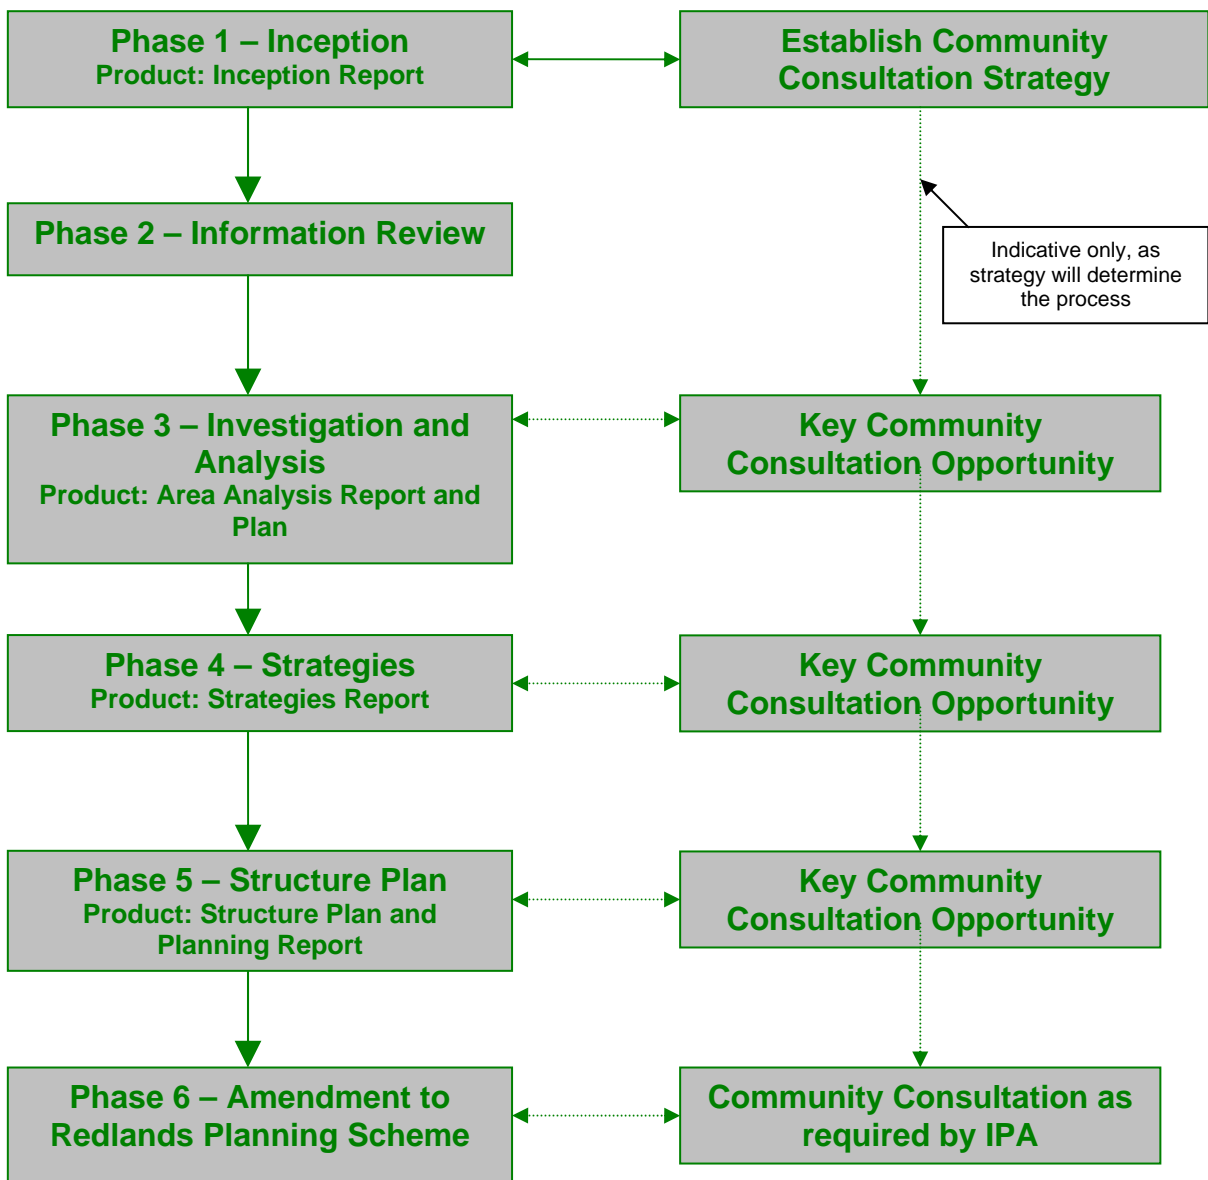 Phase 1 – Inception
Product: Inception Report
Establish Community
Consultation Strategy
Phase 2 – Information Review
Indicative only, as
strategy will determine
the process
Phase 3 – Investigation and
Analysis
Product: Area Analysis Report and
Plan
Key Community
Consultation Opportunity
Phase 4 – Strategies
Product: Strategies Report
Key Community
Consultation Opportunity
Phase 5 – Structure Plan
Product: Structure Plan and
Planning Report
Key Community
Consultation Opportunity
Phase 6 – Amendment to
Redlands Planning Scheme
Community Consultation as
required by IPA